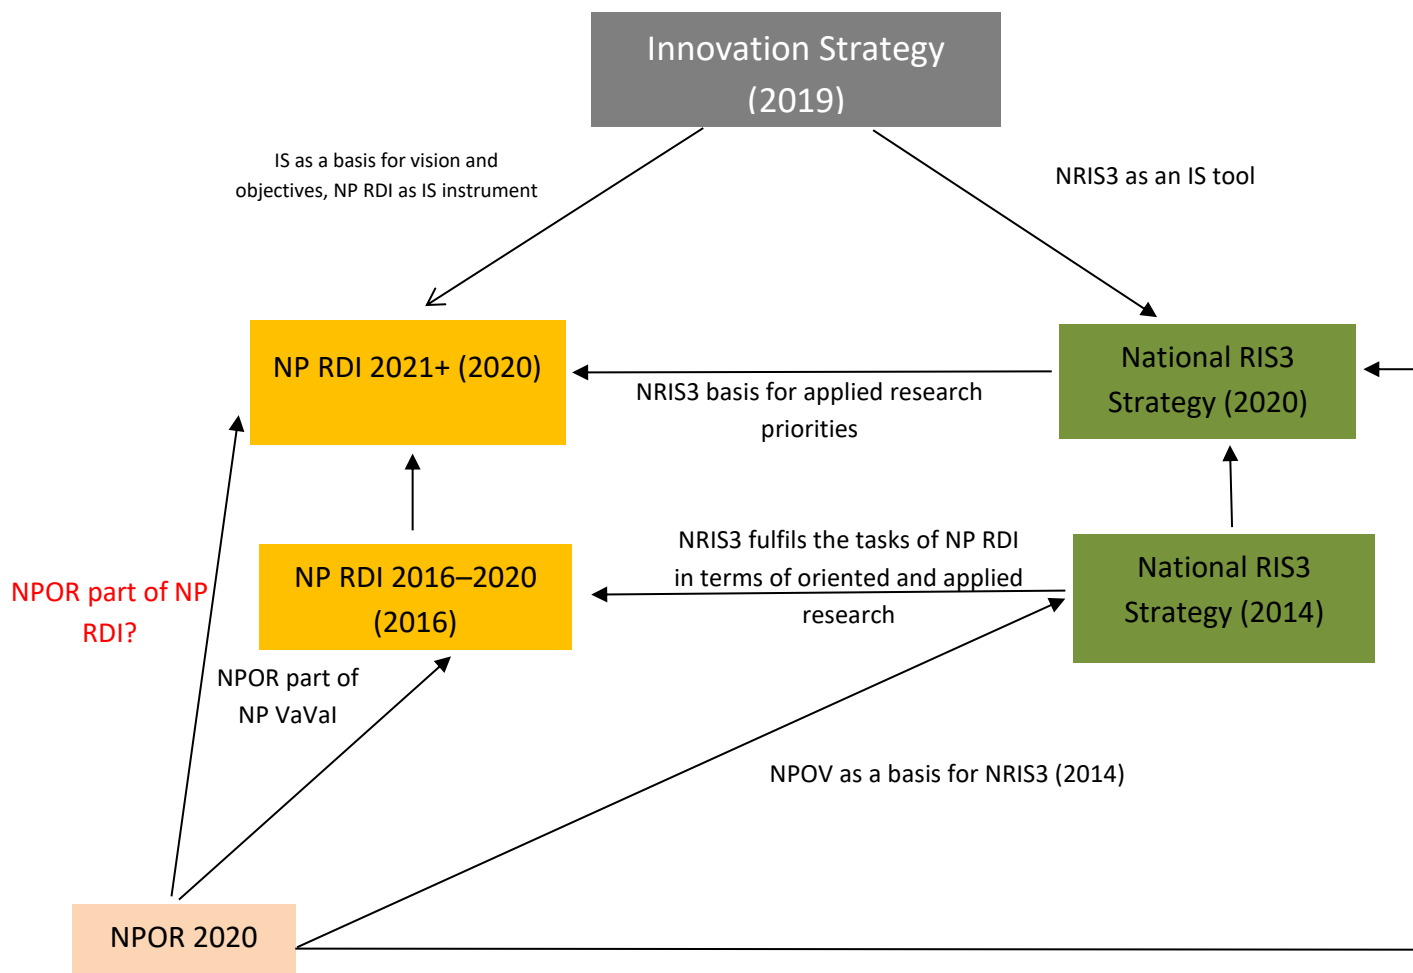 Innovation Strategy
(2019)
IS as a basis for vision and
objectives, NP RDI as IS instrument
NRIS3 as an IS tool
NP RDI 2021+ (2020)
National RIS3
Strategy (2020)
NRIS3 basis for applied research
priorities
NP RDI 2016–2020
(2016)
NRIS3 fulfils the tasks of NP RDI
in terms of oriented and applied
research
National RIS3
Strategy (2014)
NPOR part of NP
RDI?
NPOR part of
NP VaVaI
NPOV as a basis for NRIS3 (2014)
NPOR 2020